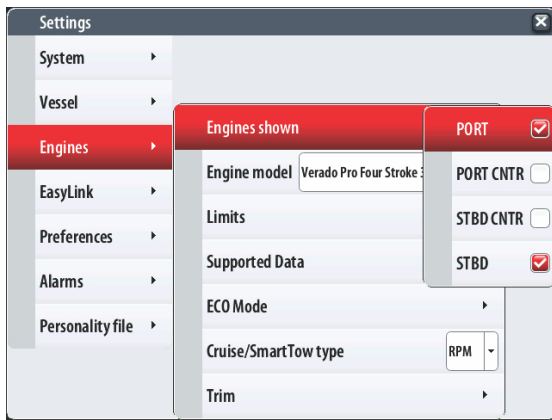 Settings
System
Vessel
Engines
EasyLink
Preferences
Alarms
Personality file
Engines shown
Engine model Verado Pro Four Stroke
Limits
Supported Data
ECO Mode
Cruise/SmartTow type RPM
Trim
PORT
PORT CNTR
STBD CNTR
STBD